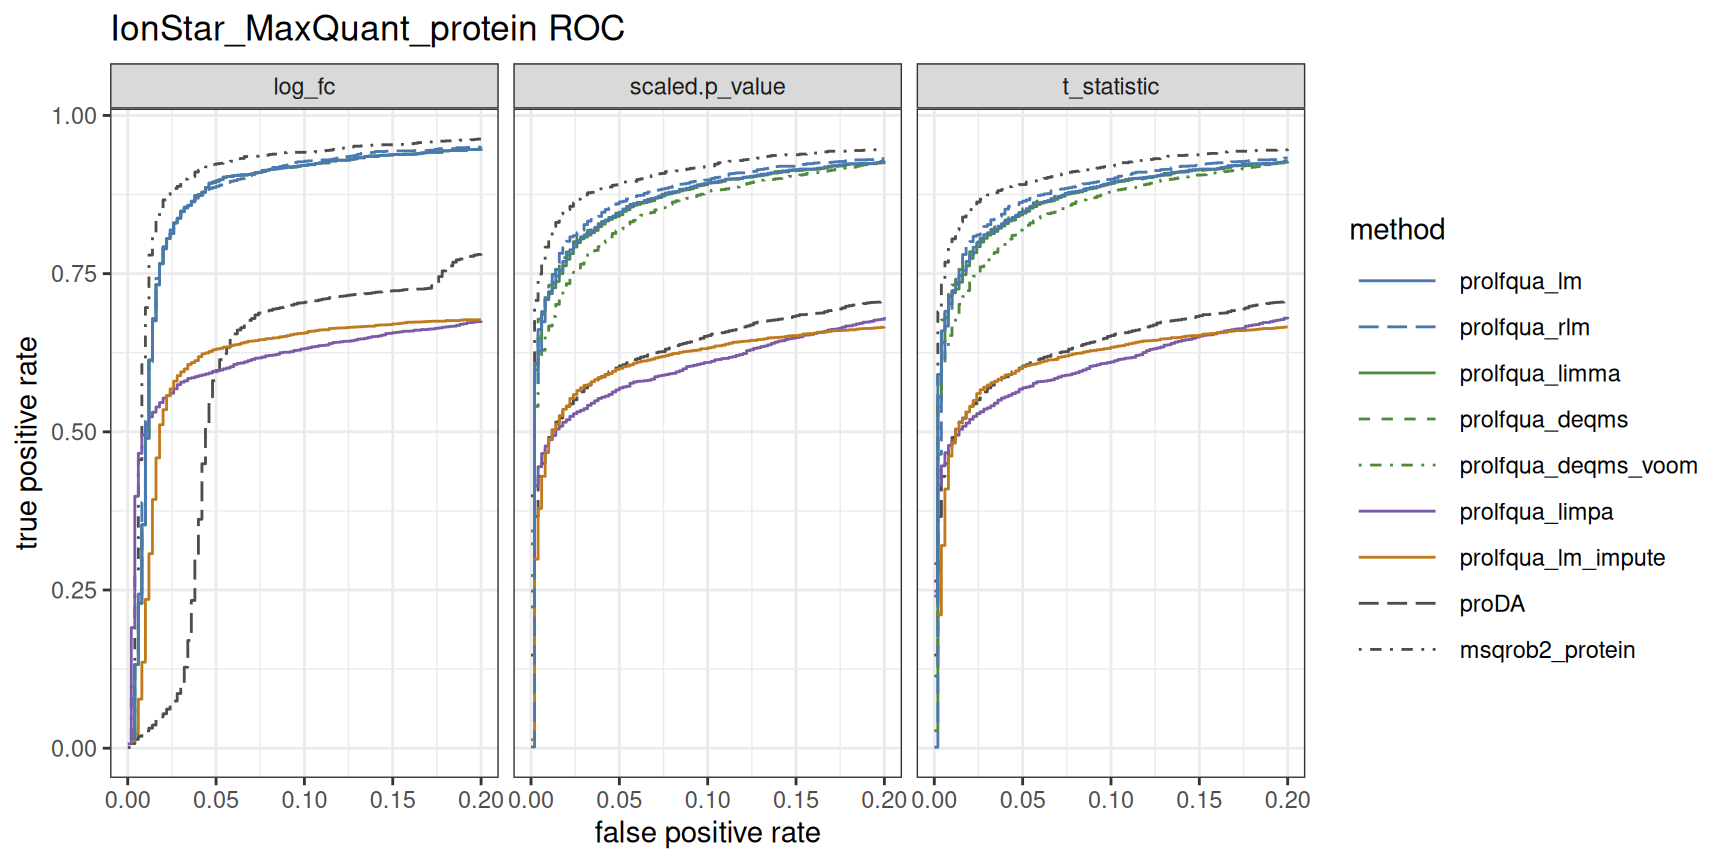 IonStar_MaxQuant_protein ROC
log_fc
scaled.p_value
t_statistic
true positive rate
1.00
0.75
0.50
0.25
0.00
0.00 0.05 0.10 0.15 0.20
0.00 0.05 0.10 0.15 0.20
0.00 0.05 0.10 0.15 0.20
false positive rate
method
prolfqua_lm
prolfqua_rlm
prolfqua_limma
prolfqua_deqms
prolfqua_deqms_voom
prolfqua_limpa
prolfqua_lm_impute
proDA
msqrob2_protein